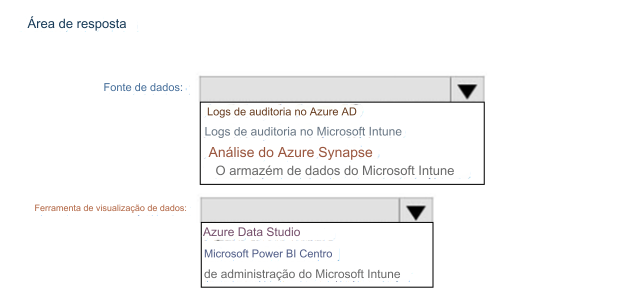 Área de resposta
Fonte de dados:
Logs de auditoria no Azure AD
Logs de auditoria no Microsoft Intune
Análise do Azure Synapse
O armazém de dados do Microsoft Intune
Ferramenta de visualização de dados:
Azure Data Studio
Microsoft Power BI Centro
de administração do Microsoft Intune